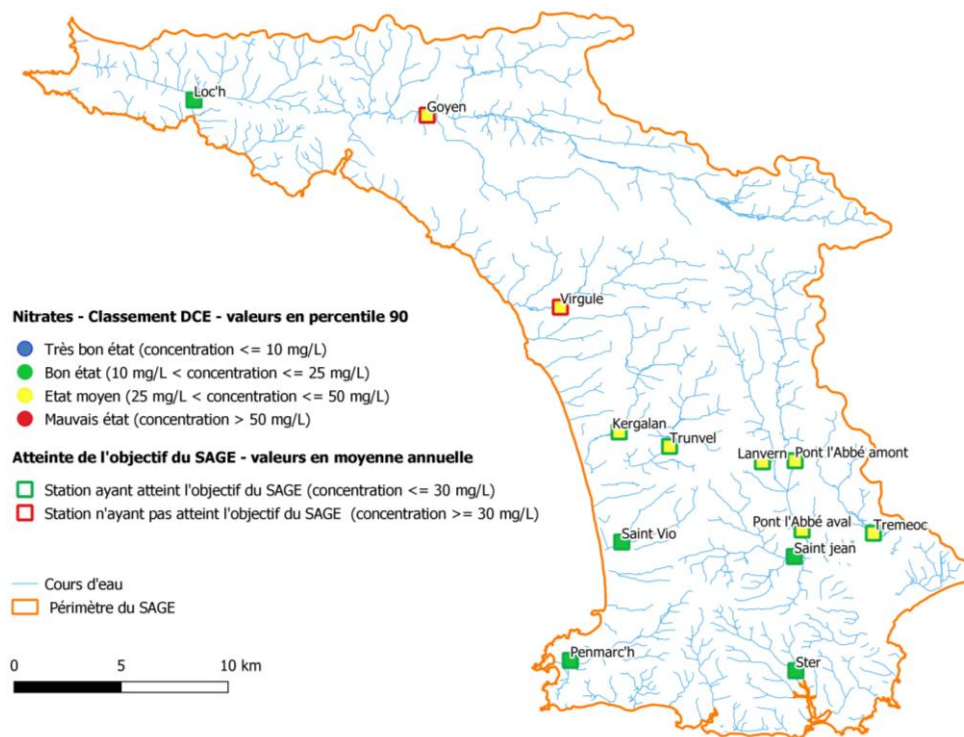 Loc'h
Goyen
Virgule
Nitrates - Classement DCE - valeurs en percentile 90
Très bon état (concentration <= 10 mg/L)
Bon état (10 mg/L < concentration <= 25 mg/L)
Etat moyen (25 mg/L < concentration <= 50 mg/L)
Mauvais état (concentration > 50 mg/L)
Atteinte de l'objectif du SAGE - valeurs en moyenne annuelle
Station ayant atteint l'objectif du SAGE (concentration <= 30 mg/L)
Station n'ayant pas atteint l'objectif du SAGE (concentration >= 30 mg/L)
Cours d'eau
Périmètre du SAGE
0 5 10 km
Kergalan
Trunvel
Lanvern
Pont l'Abbé amont
Pont l'Abbé aval
Tremeoc
Saint Vio
Saint jean
Penmarc'h
Ster